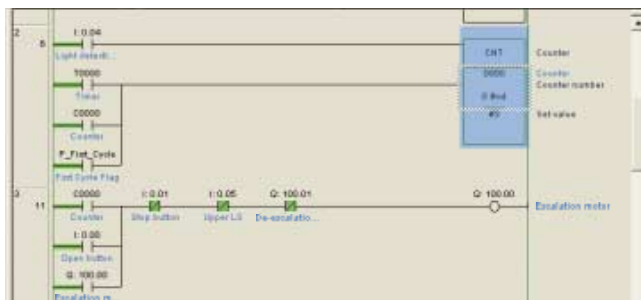 2
8
I: 0.04
Light detecti...
CNT
Counter
T0000
Timer
0000
Counter
Counter number
0 Bcd
C0000
Counter
Set value
P_First_Cycle
First Cycle Flag
3
11
C0000
Counter
I: 0.01
Stop button
I: 0.05
Upper LS
Q: 100.01
De-escalatio...
Q: 100.00
Escalation motor
I: 0.00
Open button
Q: 100.00
Escalation m...